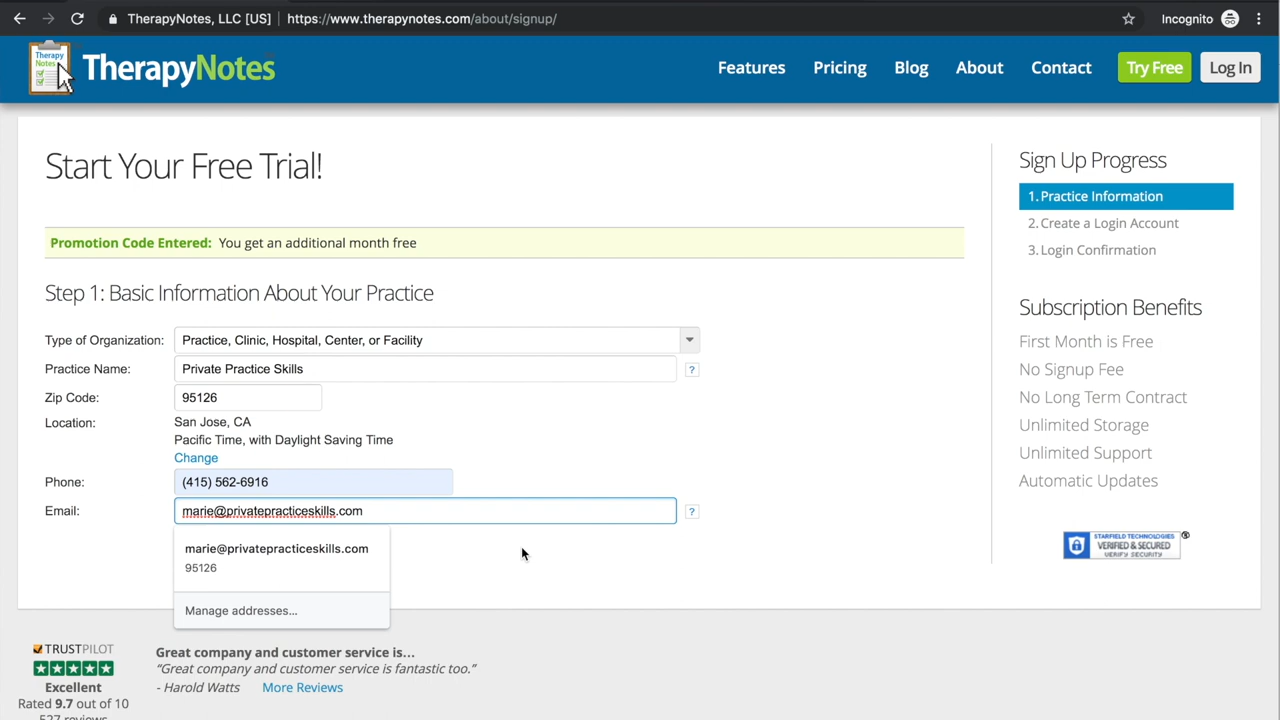 TherapyNotes, LLC [US] https://www.therapynotes.com/about/signup/ Incognito
Therapy Notes
TherapyNotes Features Pricing Blog About Contact Try Free Log In
Start Your Free Trial!
Promotion Code Entered: You get an additional month free
Step 1: Basic Information About Your Practice
Type of Organization: Practice, Clinic, Hospital, Center, or Facility
Practice Name: Private Practice Skills ?
Zip Code: 95126
Location: San Jose, CA
Pacific Time, with Daylight Saving Time
Change
Phone: (415) 562-6916
Email: marie@privatepracticeskills.com ?
marie@privatepracticeskills.com
95126
Manage addresses...
Sign Up Progress
1. Practice Information
2. Create a Login Account
3. Login Confirmation
Subscription Benefits
First Month is Free
No Signup Fee
No Long Term Contract
Unlimited Storage
Unlimited Support
Automatic Updates
STARFIELD TECHNOLOGIES
VERIFIED & SECURED
VERIFY SECURITY
TRUSTPILOT
Excellent
Rated 9.7 out of 10
527 reviews
Great company and customer service is...
“Great company and customer service is fantastic too.”
- Harold Watts More Reviews